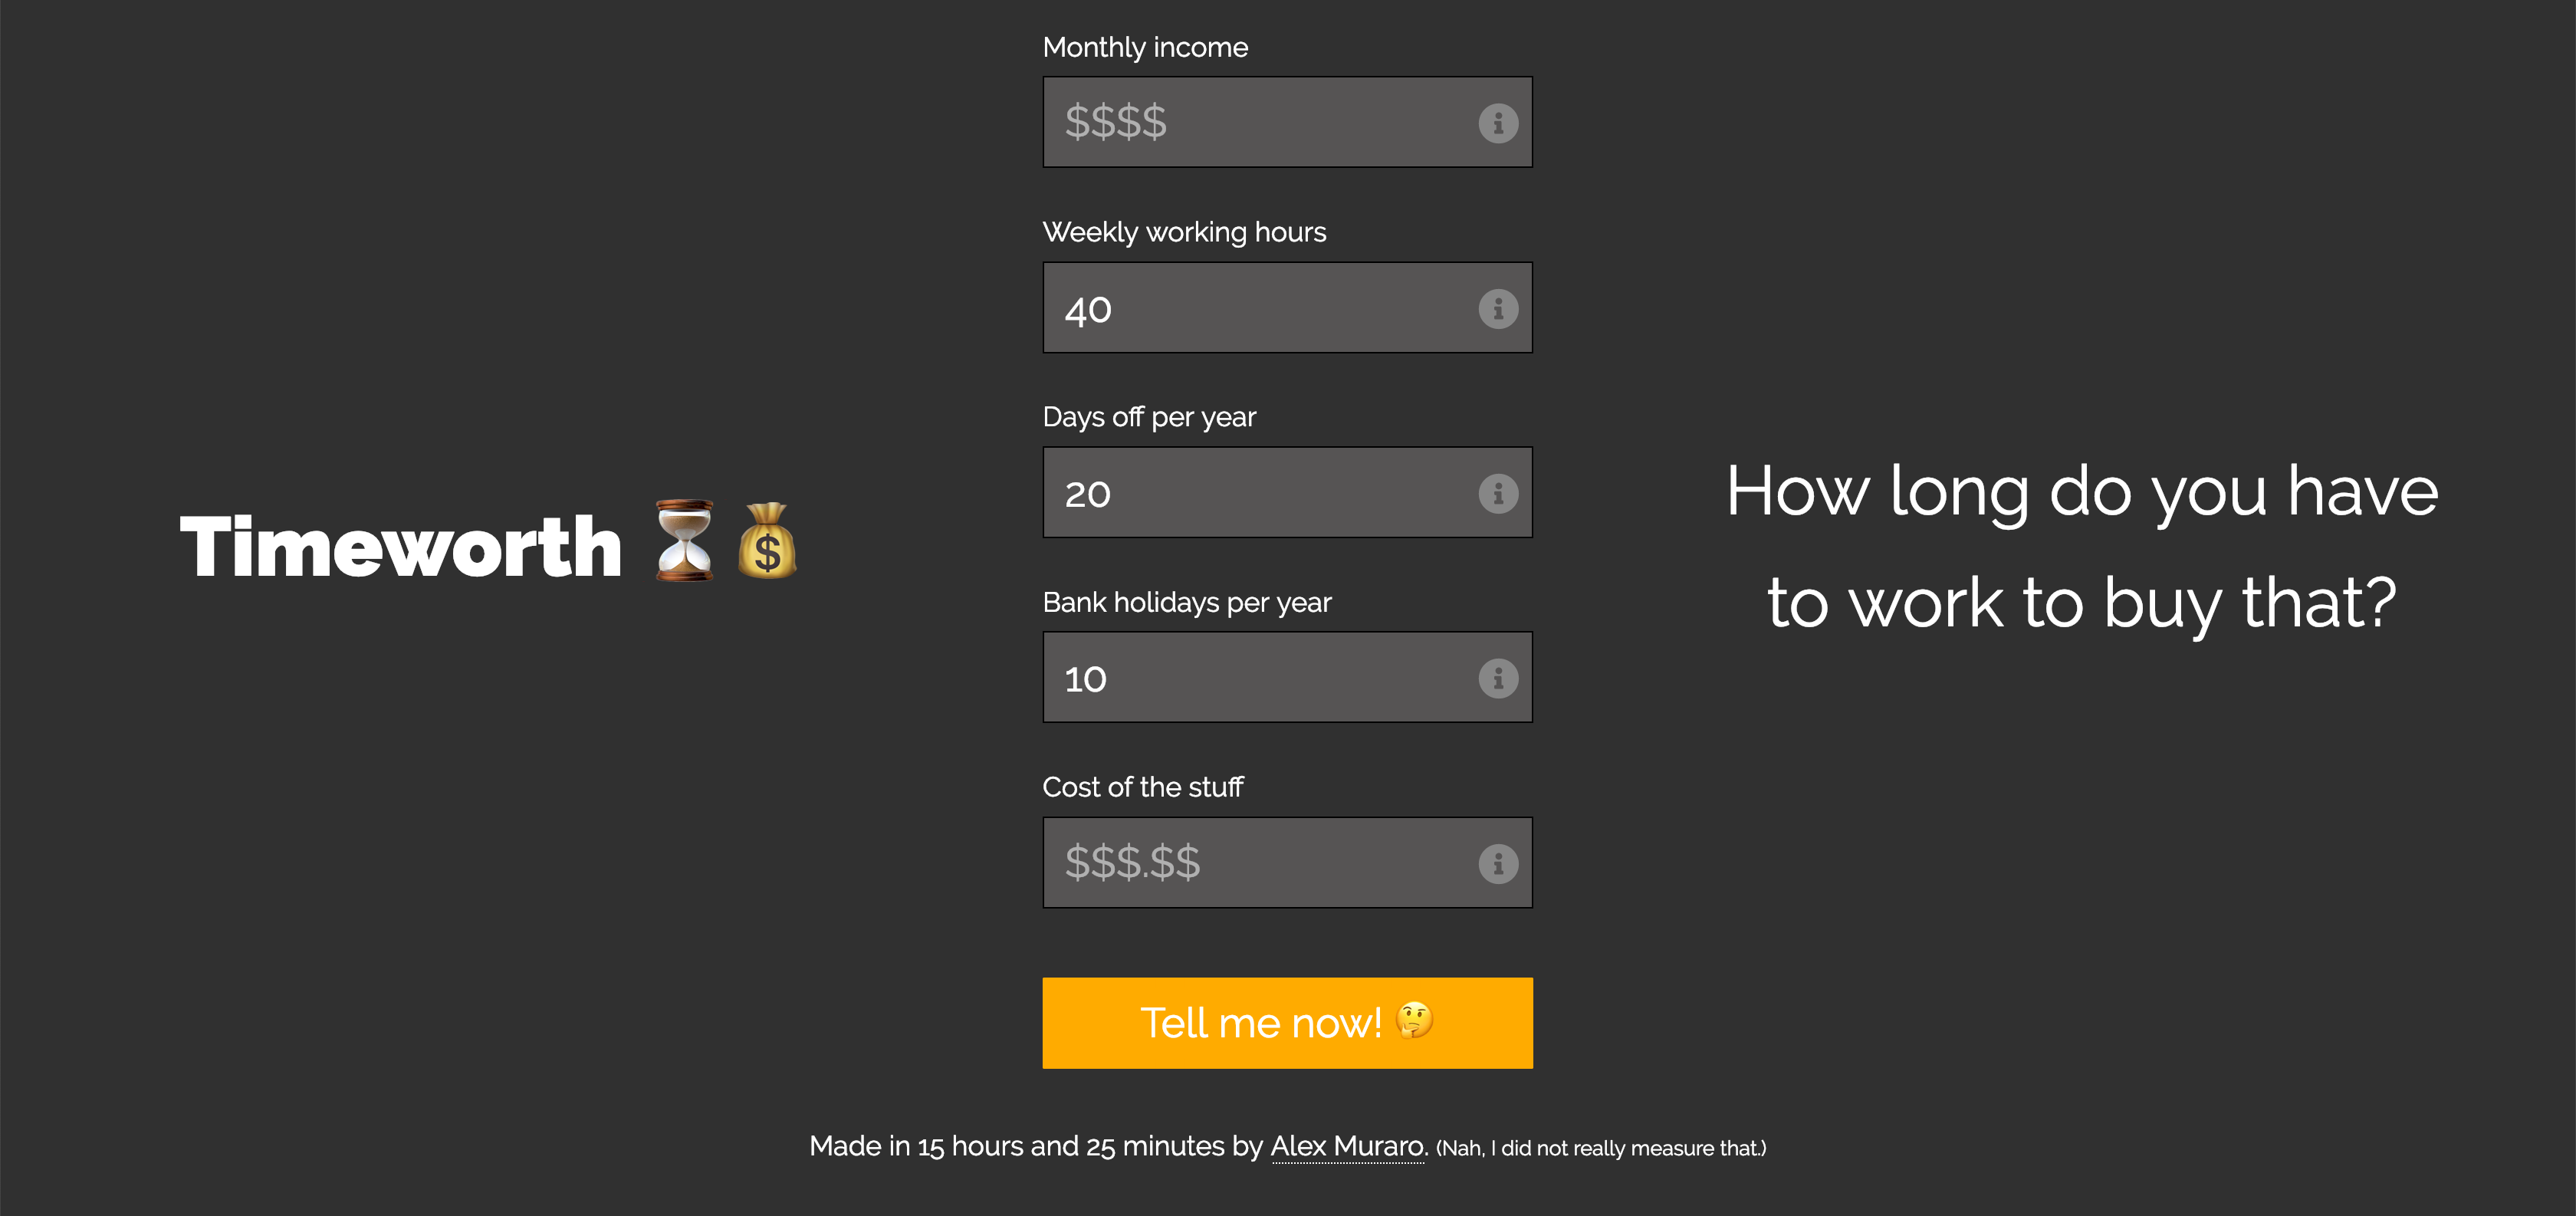 Timeworth ⏳💰
Monthly income
$$$$
Weekly working hours
40
Days off per year
20
Bank holidays per year
10
Cost of the stuff
$$$.$$
Tell me now! 🤔
How long do you have
to work to buy that?
Made in 15 hours and 25 minutes by Alex Muraro. (Nah, I did not really measure that.)